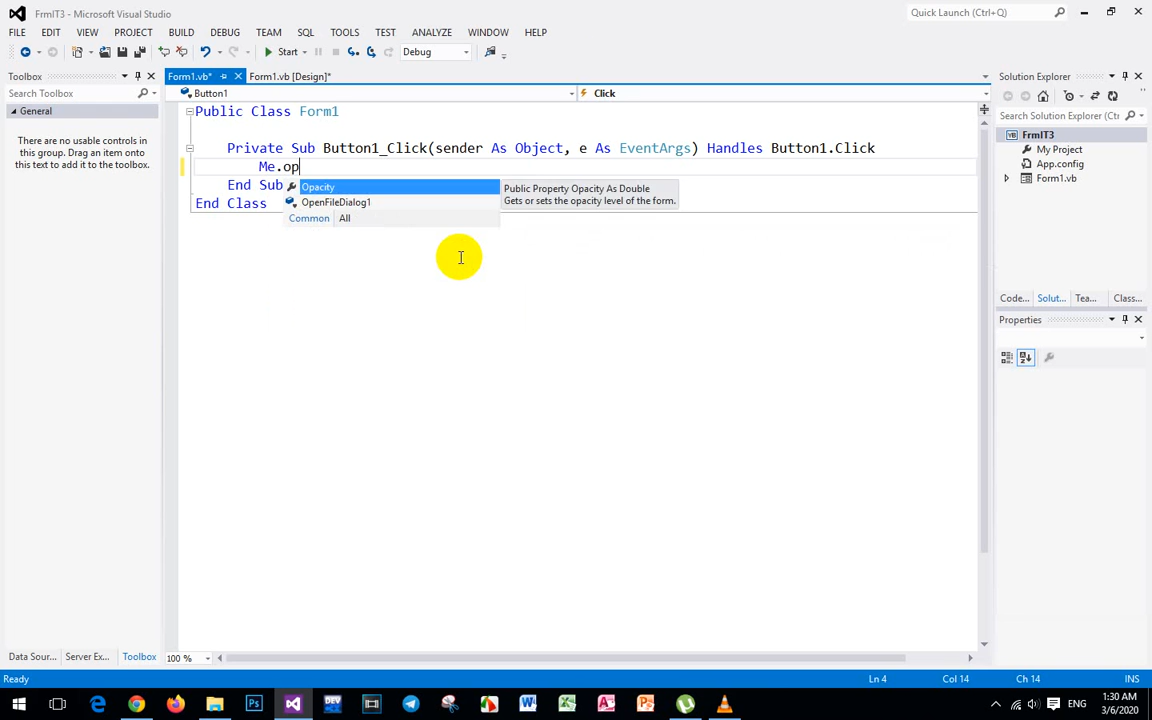 FrmIT3 - Microsoft Visual Studio
Quick Launch (Ctrl+Q)
FILE EDIT VIEW PROJECT BUILD DEBUG TEAM SQL TOOLS TEST ANALYZE WINDOW HELP
Start Debug
Toolbox
Search Toolbox
General
There are no usable controls in
this group. Drag an item onto
this text to add it to the toolbox.
Data Sour... Server Ex... Toolbox
Form1.vb* Form1.vb [Design]*
Button1 Click
Public Class Form1
Private Sub Button1_Click(sender As Object, e As EventArgs) Handles Button1.Click
Me.op
End Sub
End Class
Opacity
OpenFileDialog1
Common All
Public Property Opacity As Double
Gets or sets the opacity level of the form.
100 %
Solution Explorer
Search Solution Explorer (Ctrl+
VB FrmIT3
My Project
App.config
Form1.vb
Code... Solut... Tea... Class...
Properties
Ready Ln 4 Col 14 Ch 14 INS
ENG
1:30 AM
3/6/2020